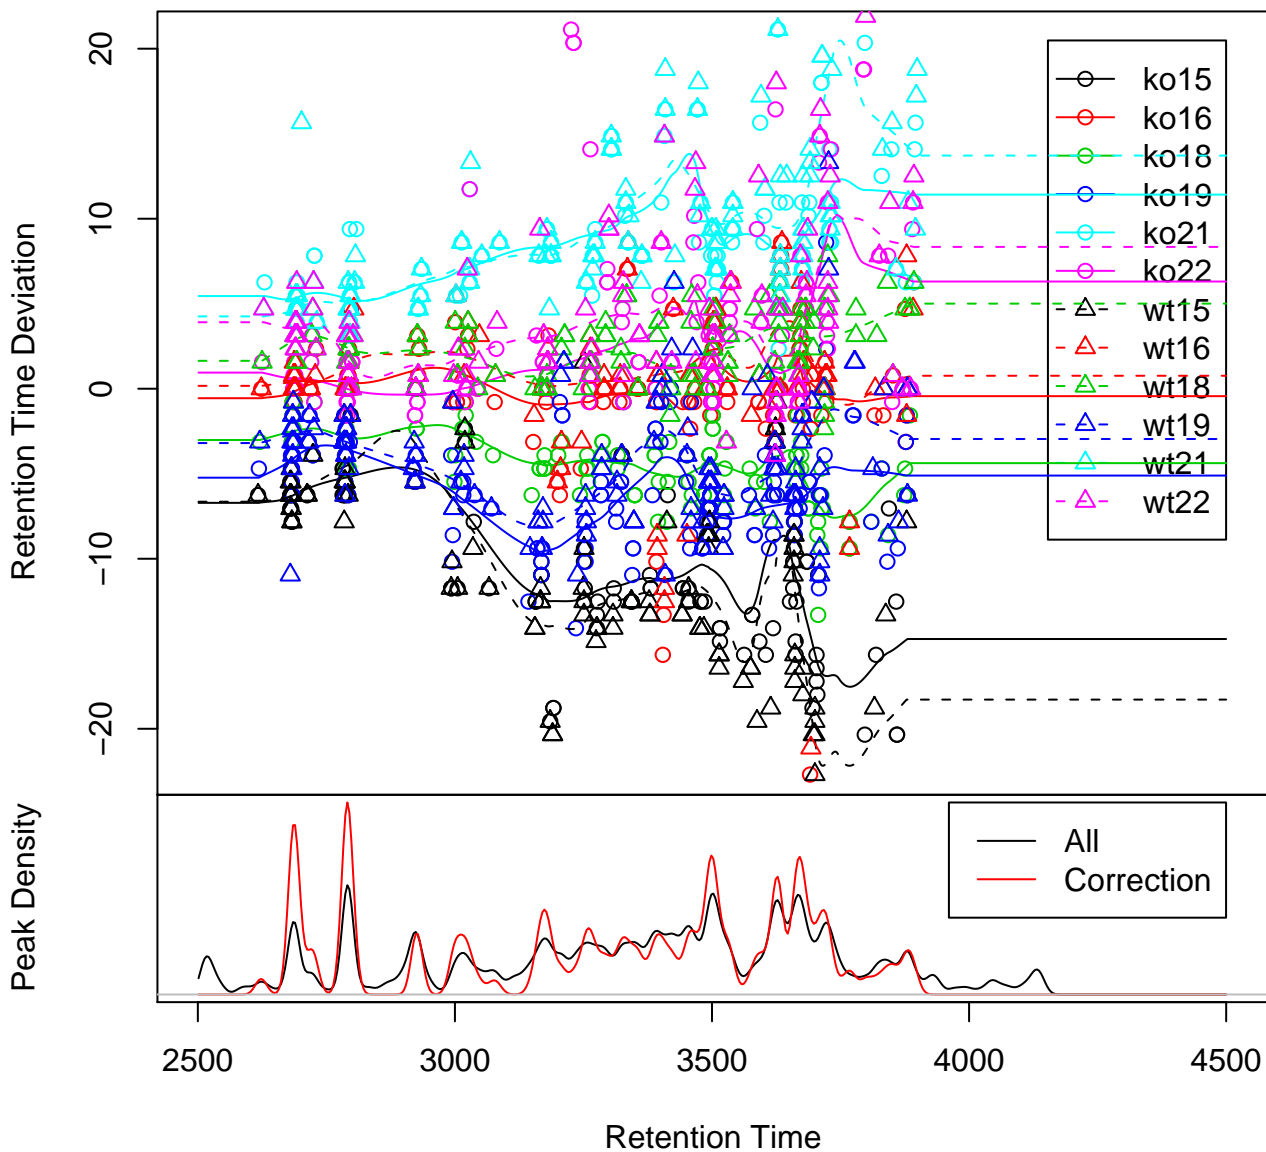 Retention Time Deviation
20
10
0
−10
−20
ko15
ko16
ko18
ko19
ko21
ko22
wt15
wt16
wt18
wt19
wt21
wt22
Peak Density
All
Correction
2500
3000
3500
4000
4500
Retention Time